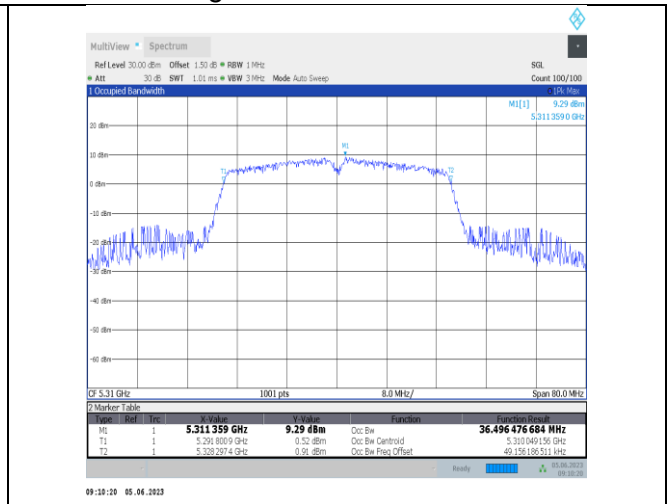 MultiView Spectrum
Ref Level 30.00 dBm Offset 1.50 dB RBW 1 MHz SGL
Att 30 dB SWT 1.01 ms VBW 3 MHz Mode Auto Sweep Count 100/100
1 Occupied Bandwidth 1Pk Max
M1[1] 9.29 dBm
5.3113590 GHz
20 dBm
M1
10 dBm
T1 T2
0 dBm
-10 dBm
-20 dBm
-30 dBm
-40 dBm
-50 dBm
-60 dBm
CF 5.31 GHz 1001 pts 8.0 MHz/ Span 80.0 MHz
2 Marker Table
Type Ref Trc X-Value Y-Value Function Function Result
M1 1 5.311 359 GHz 9.29 dBm Occ Bw 36.496 476 684 MHz
T1 1 5.291 800 9 GHz 0.52 dBm Occ Bw Centroid 5.310 049 156 GHz
T2 1 5.328 297 4 GHz 0.91 dBm Occ Bw Freq Offset 49.156 186 511 kHz
Ready 05.06.2023
09:10:20
09:10:20 05.06.2023